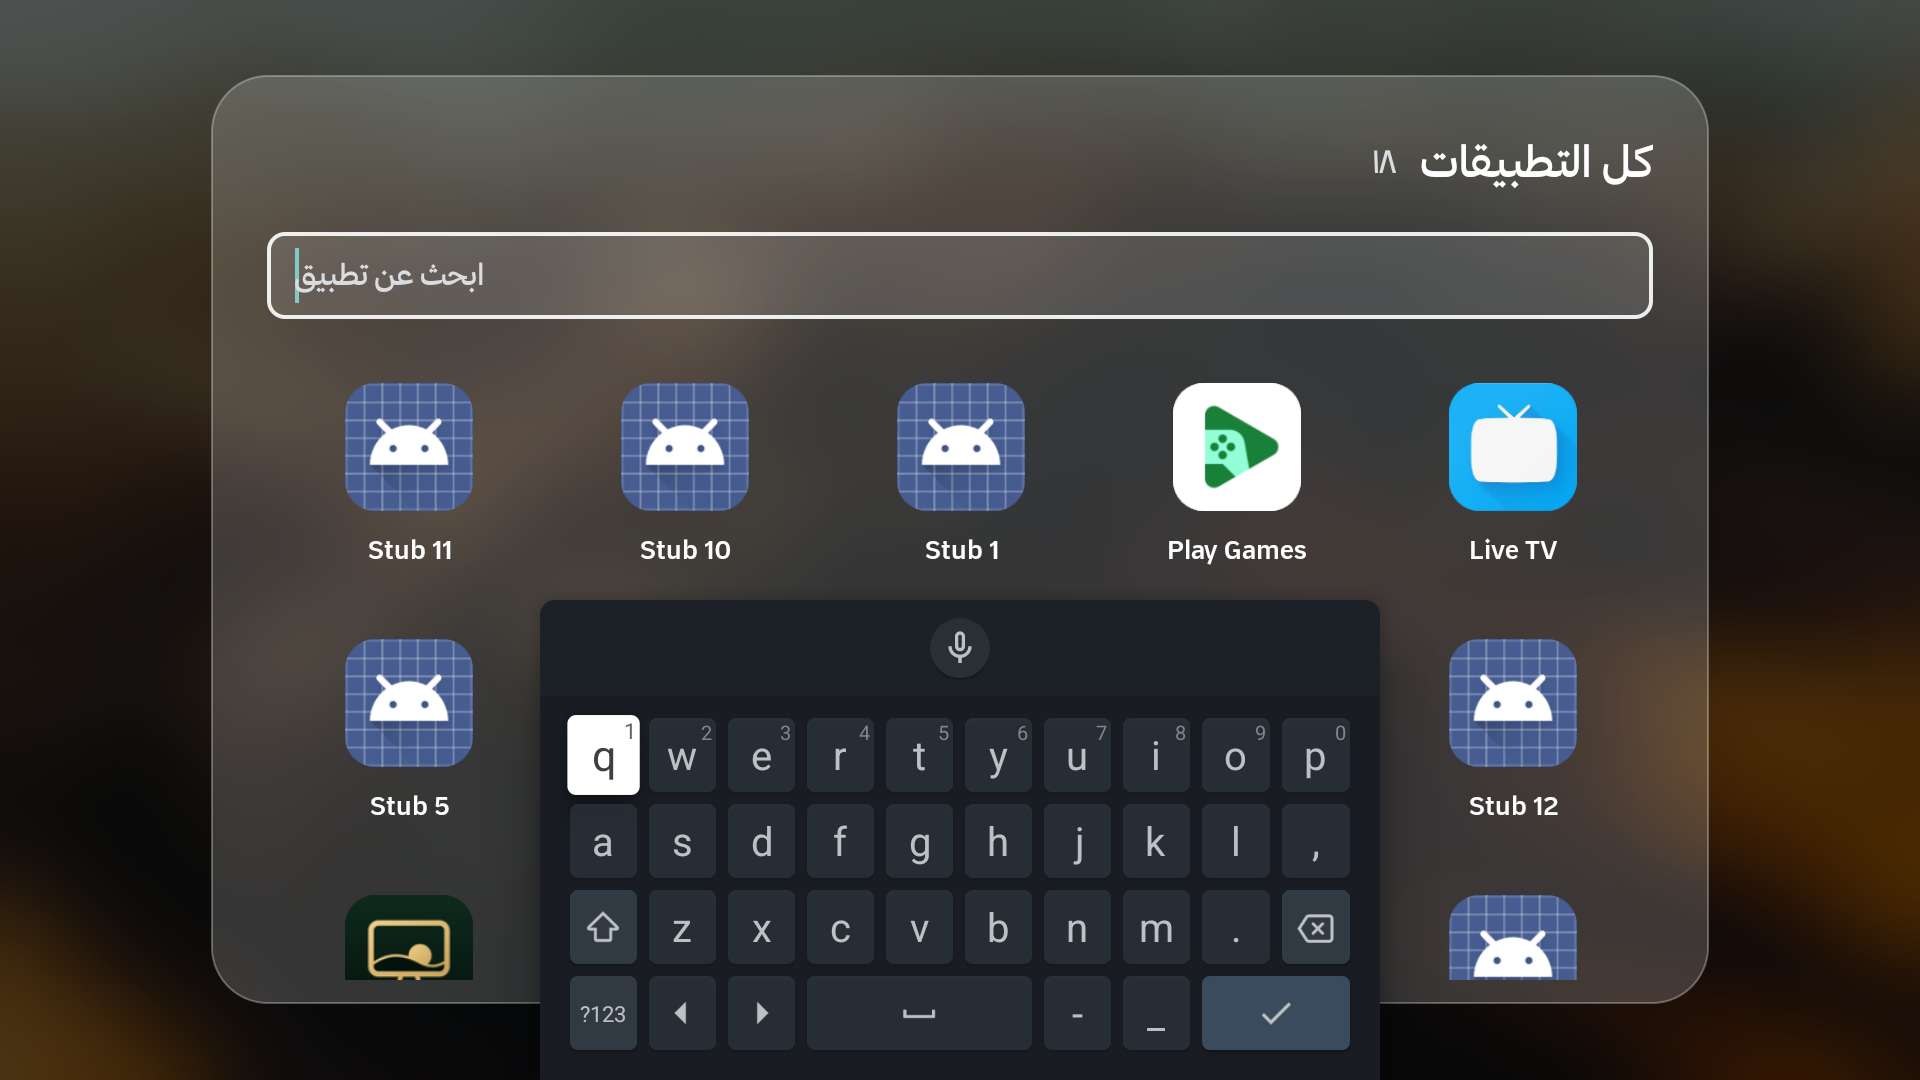 كل التطبيقات ١٨
ابحث عن تطبيق
Live TV
Play Games
Stub 1
Stub 10
Stub 11
Stub 12
Stub 5
q 1 w 2 e 3 r 4 t 5 y 6 u 7 i 8 o 9 p 0
a s d f g h j k l ,
z x c v b n m .
?123 - _